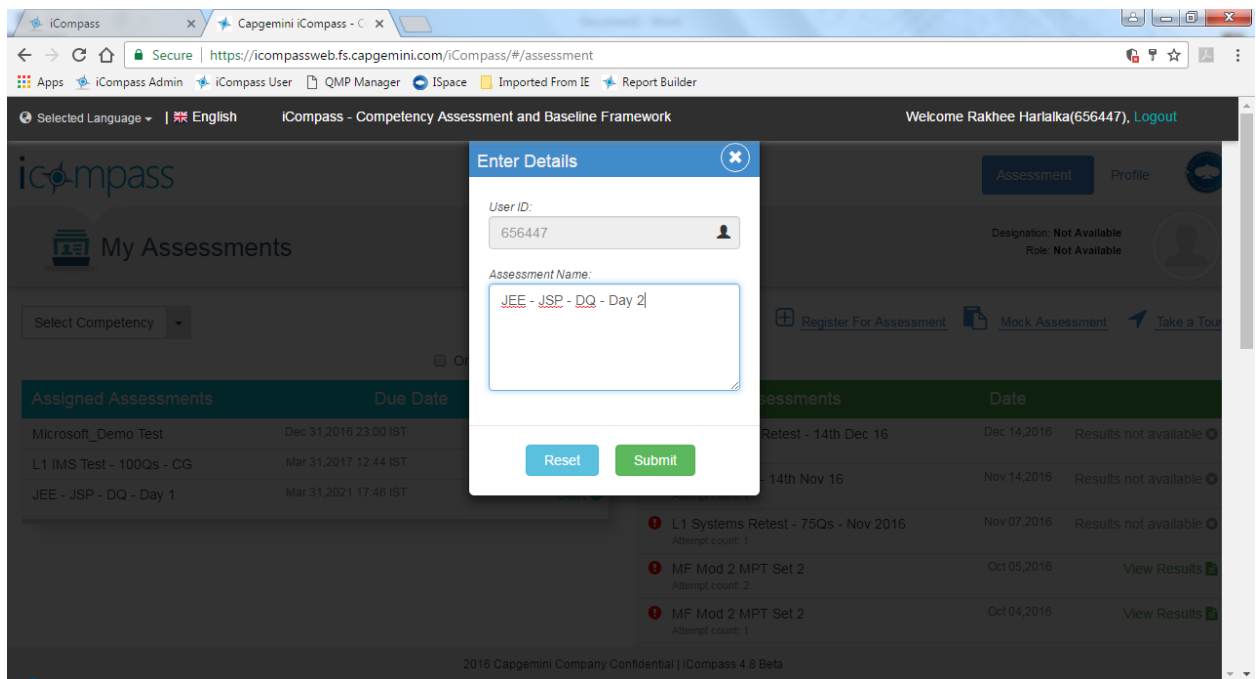 iCompass
Capgemini iCompass - C
Document2 - Word
Secure | https://icompassweb.fs.capgemini.com/iCompass/#/assessment
Apps iCompass Admin iCompass User QMP Manager ISpace Imported From IE Report Builder
Selected Language | English iCompass - Competency Assessment and Baseline Framework Welcome Rakhee Harlalka(656447), Logout
icompass
Assessment Profile
My Assessments
Designation: Not Available
Role: Not Available
Enter Details
User ID:
656447
Assessment Name:
JEE - JSP - DQ - Day 2
Reset Submit
Select Competency
Register For Assessment Mock Assessment Take a Tour
Assigned Assessments Due Date
Microsoft_Demo Test Dec 31,2016 23:00 IST
L1 IMS Test - 100Qs - CG Mar 31,2017 12:44 IST
JEE - JSP - DQ - Day 1 Mar 31,2021 17:46 IST
Date
Retest - 14th Dec 16 Dec 14,2016 Results not available
- 14th Nov 16 Nov 14,2016 Results not available
L1 Systems Retest - 75Qs - Nov 2016 Nov 07,2016 Results not available
Attempt count: 1
MF Mod 2 MPT Set 2 Oct 05,2016 View Results
Attempt count: 2
MF Mod 2 MPT Set 2 Oct 04,2016 View Results
Attempt count: 1
2016 Capgemini Company Confidential | iCompass 4.8 Beta